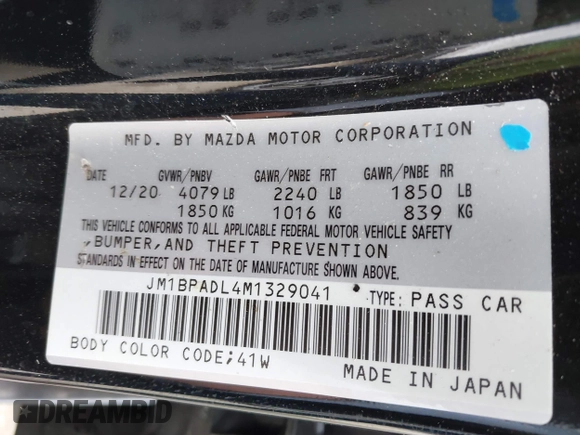 MFD. BY MAZDA MOTOR CORPORATION
DATE GVWR/PNBV GAWR/PNBE FRT GAWR/PNBE RR
12/20 4079 LB 2240 LB 1850 LB
1850 KG 1016 KG 839 KG
THIS VEHICLE CONFORMS TO ALL APPLICABLE FEDERAL MOTOR VEHICLE SAFETY
,BUMPER,AND THEFT PREVENTION
STANDARDS IN EFFECT ON THE DATE OF MANUFACTURE SHOWN ABOVE.
JM1BPADL4M1329041 TYPE: PASS CAR
BODY COLOR CODE;41W
MADE IN JAPAN
DREAMBID